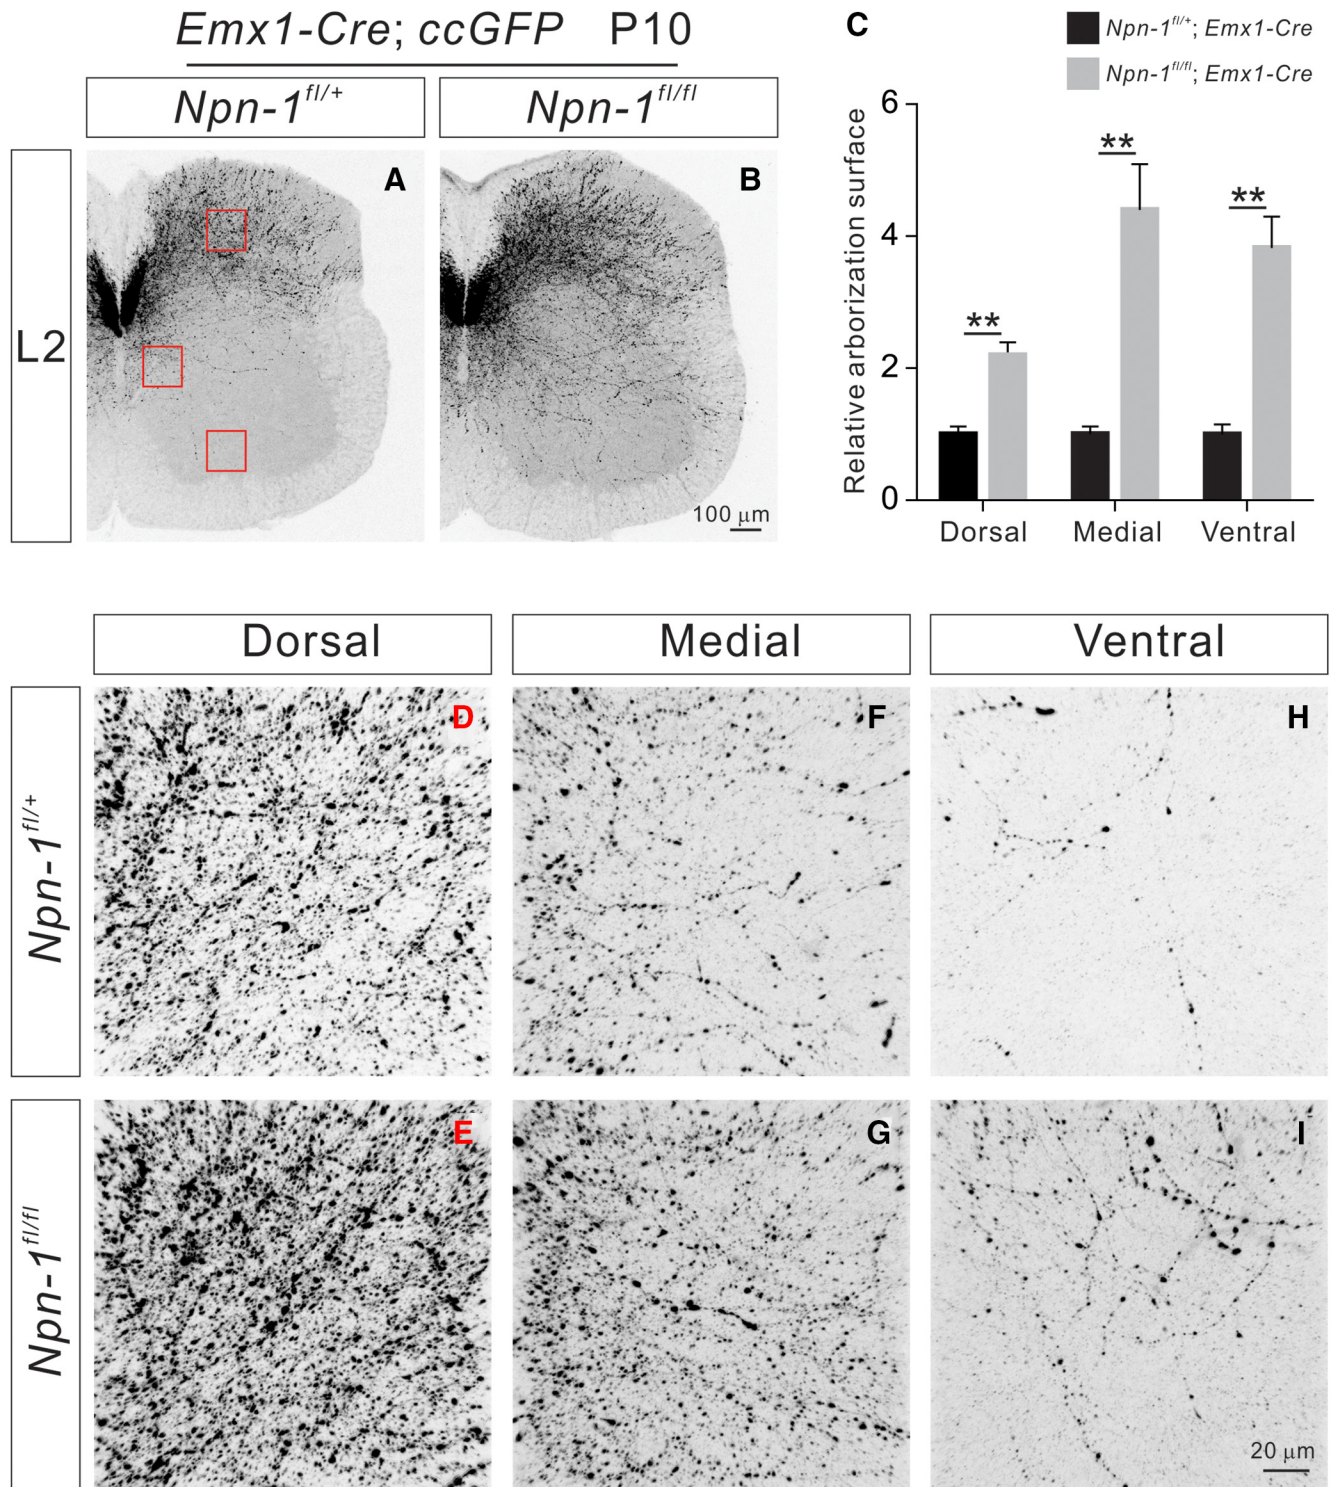 Emx1-Cre; ccGFP P10
Npn-1fl/+
Npn-1fl/fl
L2
A
B
100 μm
C
Npn-1fl/+; Emx1-Cre
Npn-1fl/fl; Emx1-Cre
Relative arborization surface
6
4
2
0
**
**
**
Dorsal
Medial
Ventral
Dorsal
Medial
Ventral
Npn-1fl/+
D
F
H
Npn-1fl/fl
E
G
I
20 μm